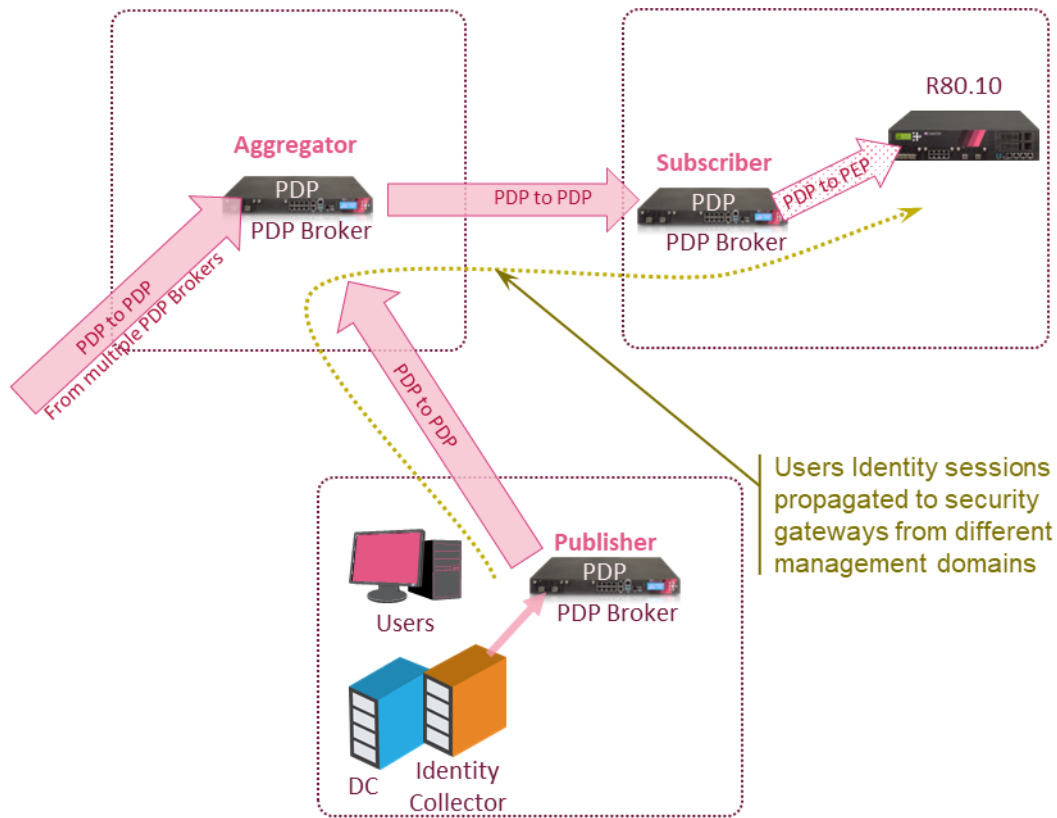 R80.10
Aggregator
PDP
PDP Broker
PDP to PDP
Subscriber
PDP
PDP Broker
PDP to PEP
PDP to PDP
From multiple PDP Brokers
PDP to PDP
Users Identity sessions
propagated to security
gateways from different
management domains
Publisher
PDP
PDP Broker
Users
DC
Identity
Collector